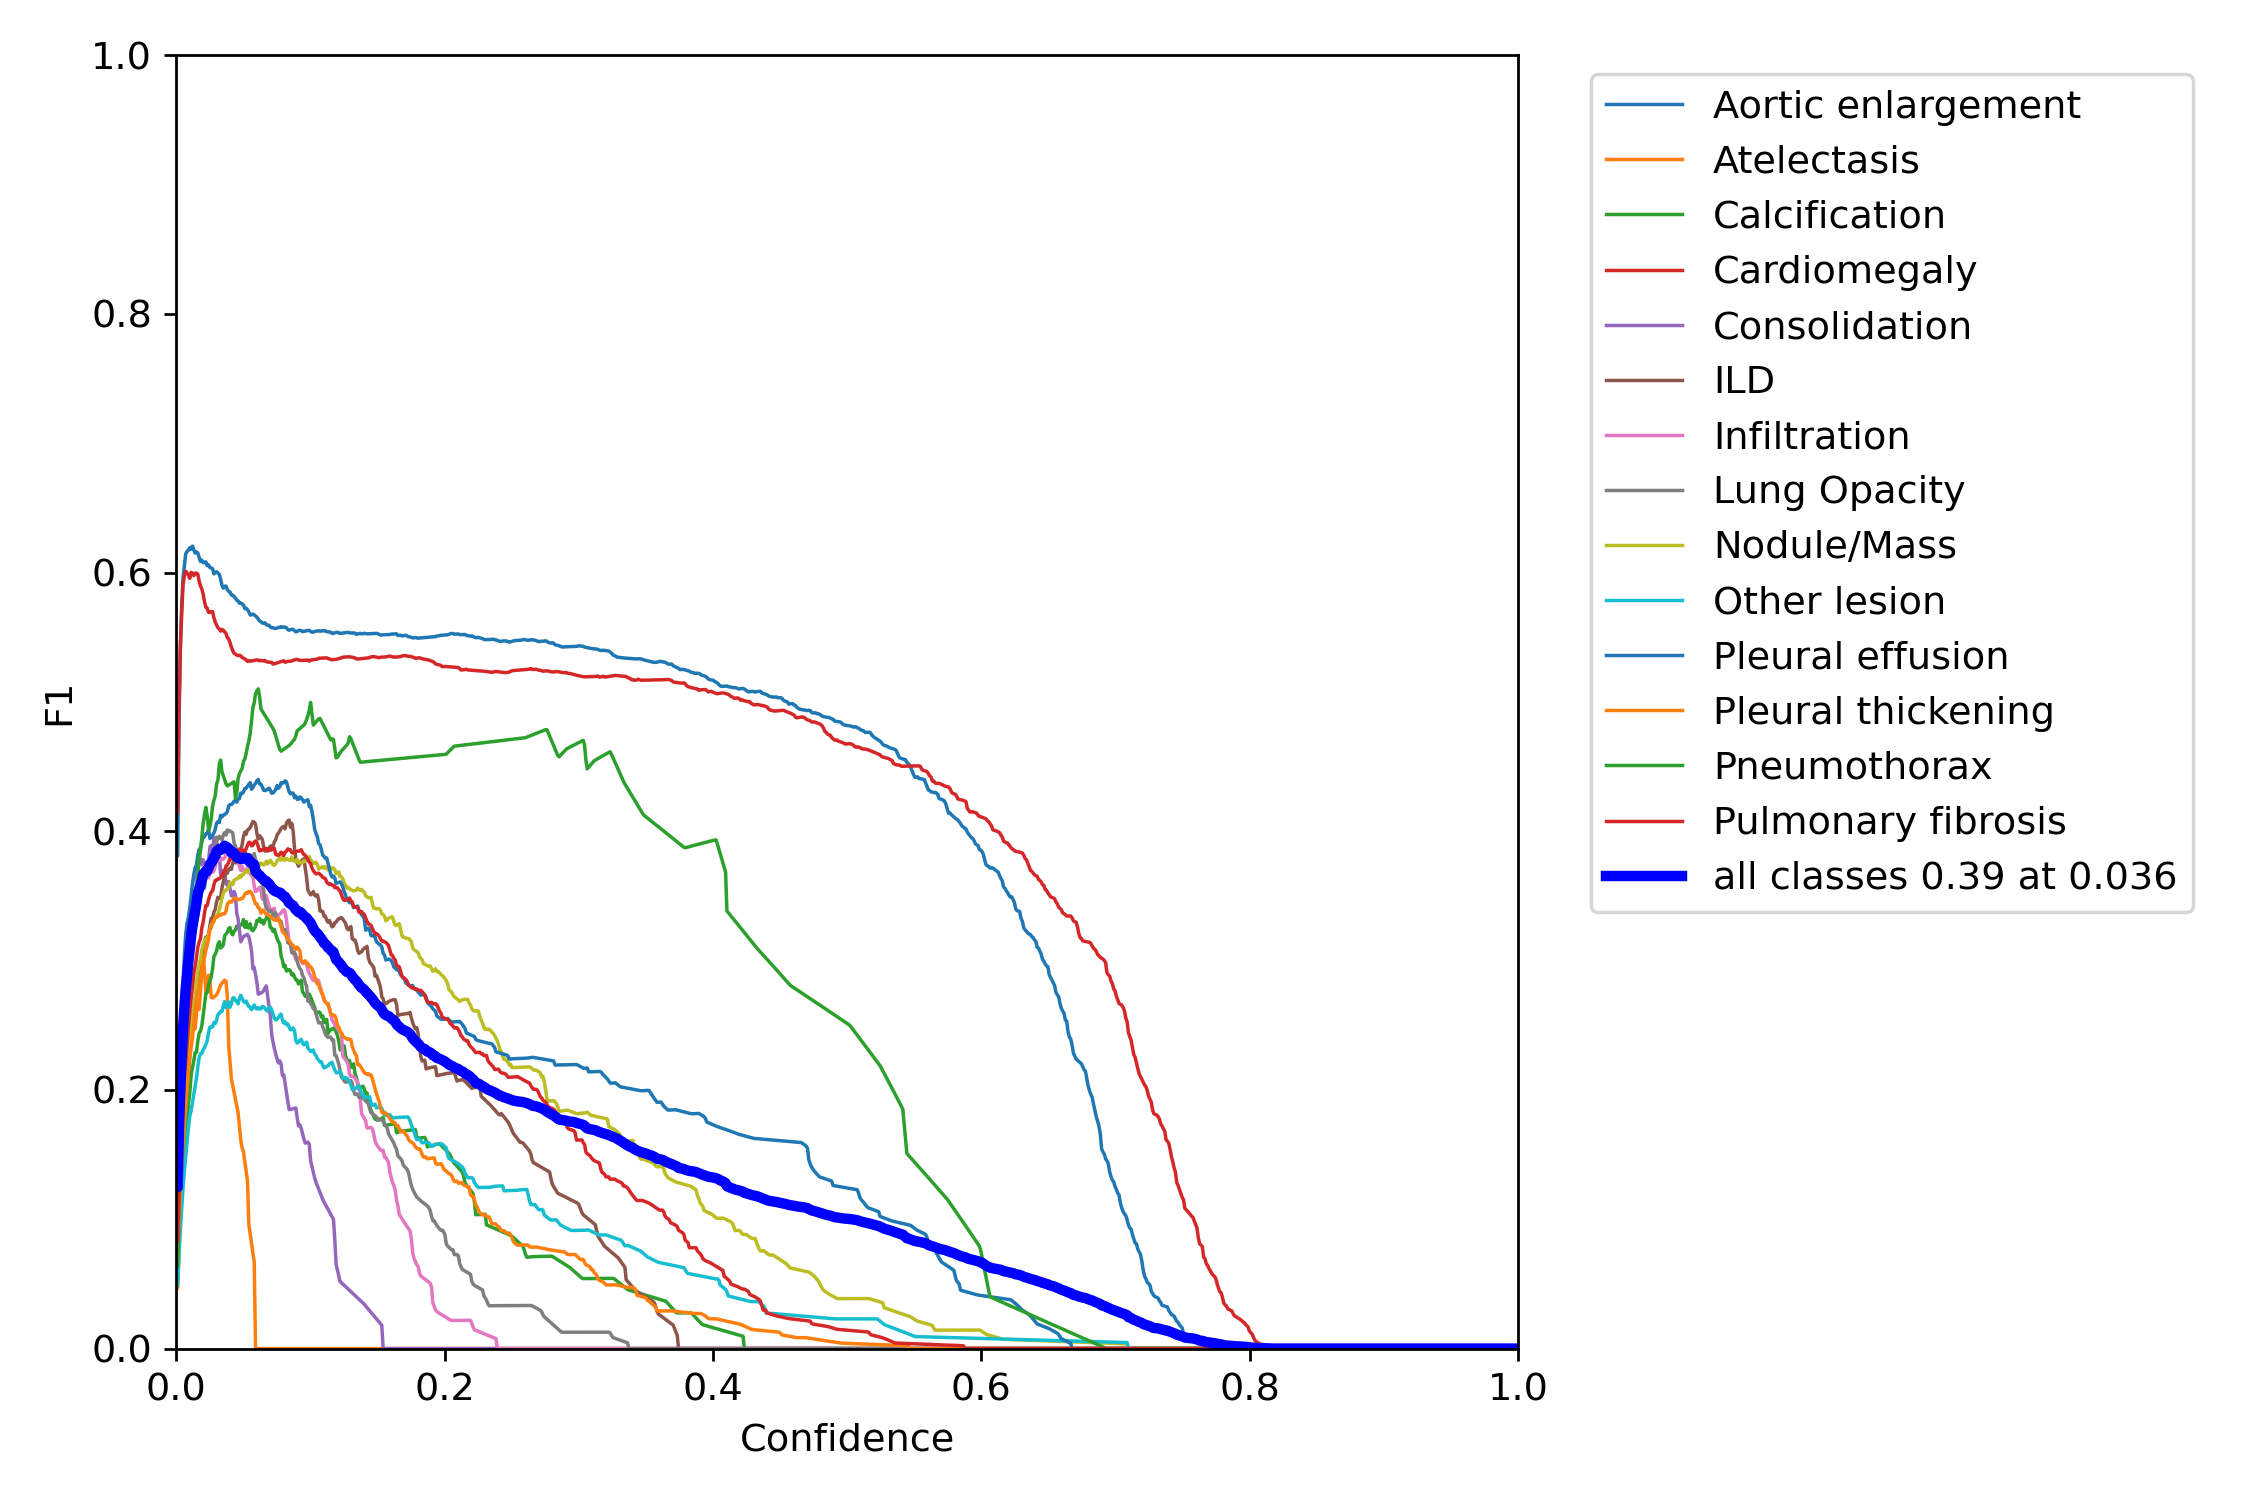 1.0
0.8
0.6
0.4
0.2
0.0
F1
0.0 0.2 0.4 0.6 0.8 1.0
Confidence
Aortic enlargement
Atelectasis
Calcification
Cardiomegaly
Consolidation
ILD
Infiltration
Lung Opacity
Nodule/Mass
Other lesion
Pleural effusion
Pleural thickening
Pneumothorax
Pulmonary fibrosis
all classes 0.39 at 0.036